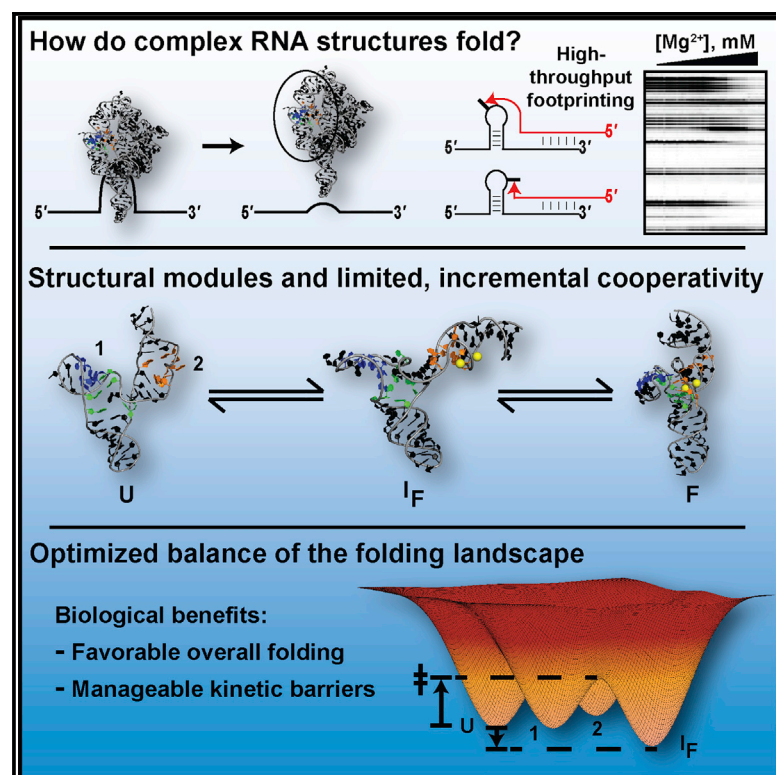 How do complex RNA structures fold?
High-
throughput
footprinting
[Mg²⁺], mM
5′ 3′ 5′ 3′
5′
5′ 3′
5′
5′ 3′
Structural modules and limited, incremental cooperativity
1
2
U
I_F
F
Optimized balance of the folding landscape
Biological benefits:
- Favorable overall folding
- Manageable kinetic barriers
‡
U
1
2
I_F